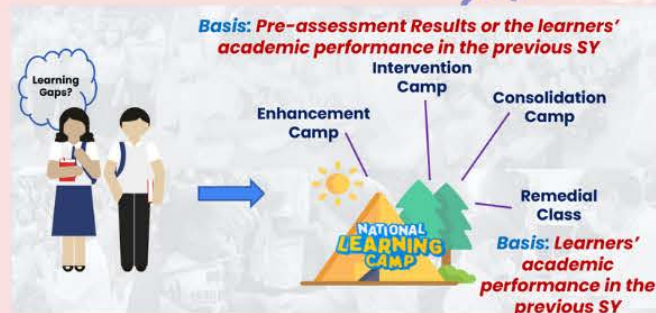 Basis: Pre-assessment Results or the learners'
academic performance in the previous SY
Learning
Gaps?
Intervention
Camp
Enhancement
Camp
Consolidation
Camp
Remedial
Class
NATIONAL
LEARNING
CAMP
Basis: Learners'
academic
performance in the
previous SY